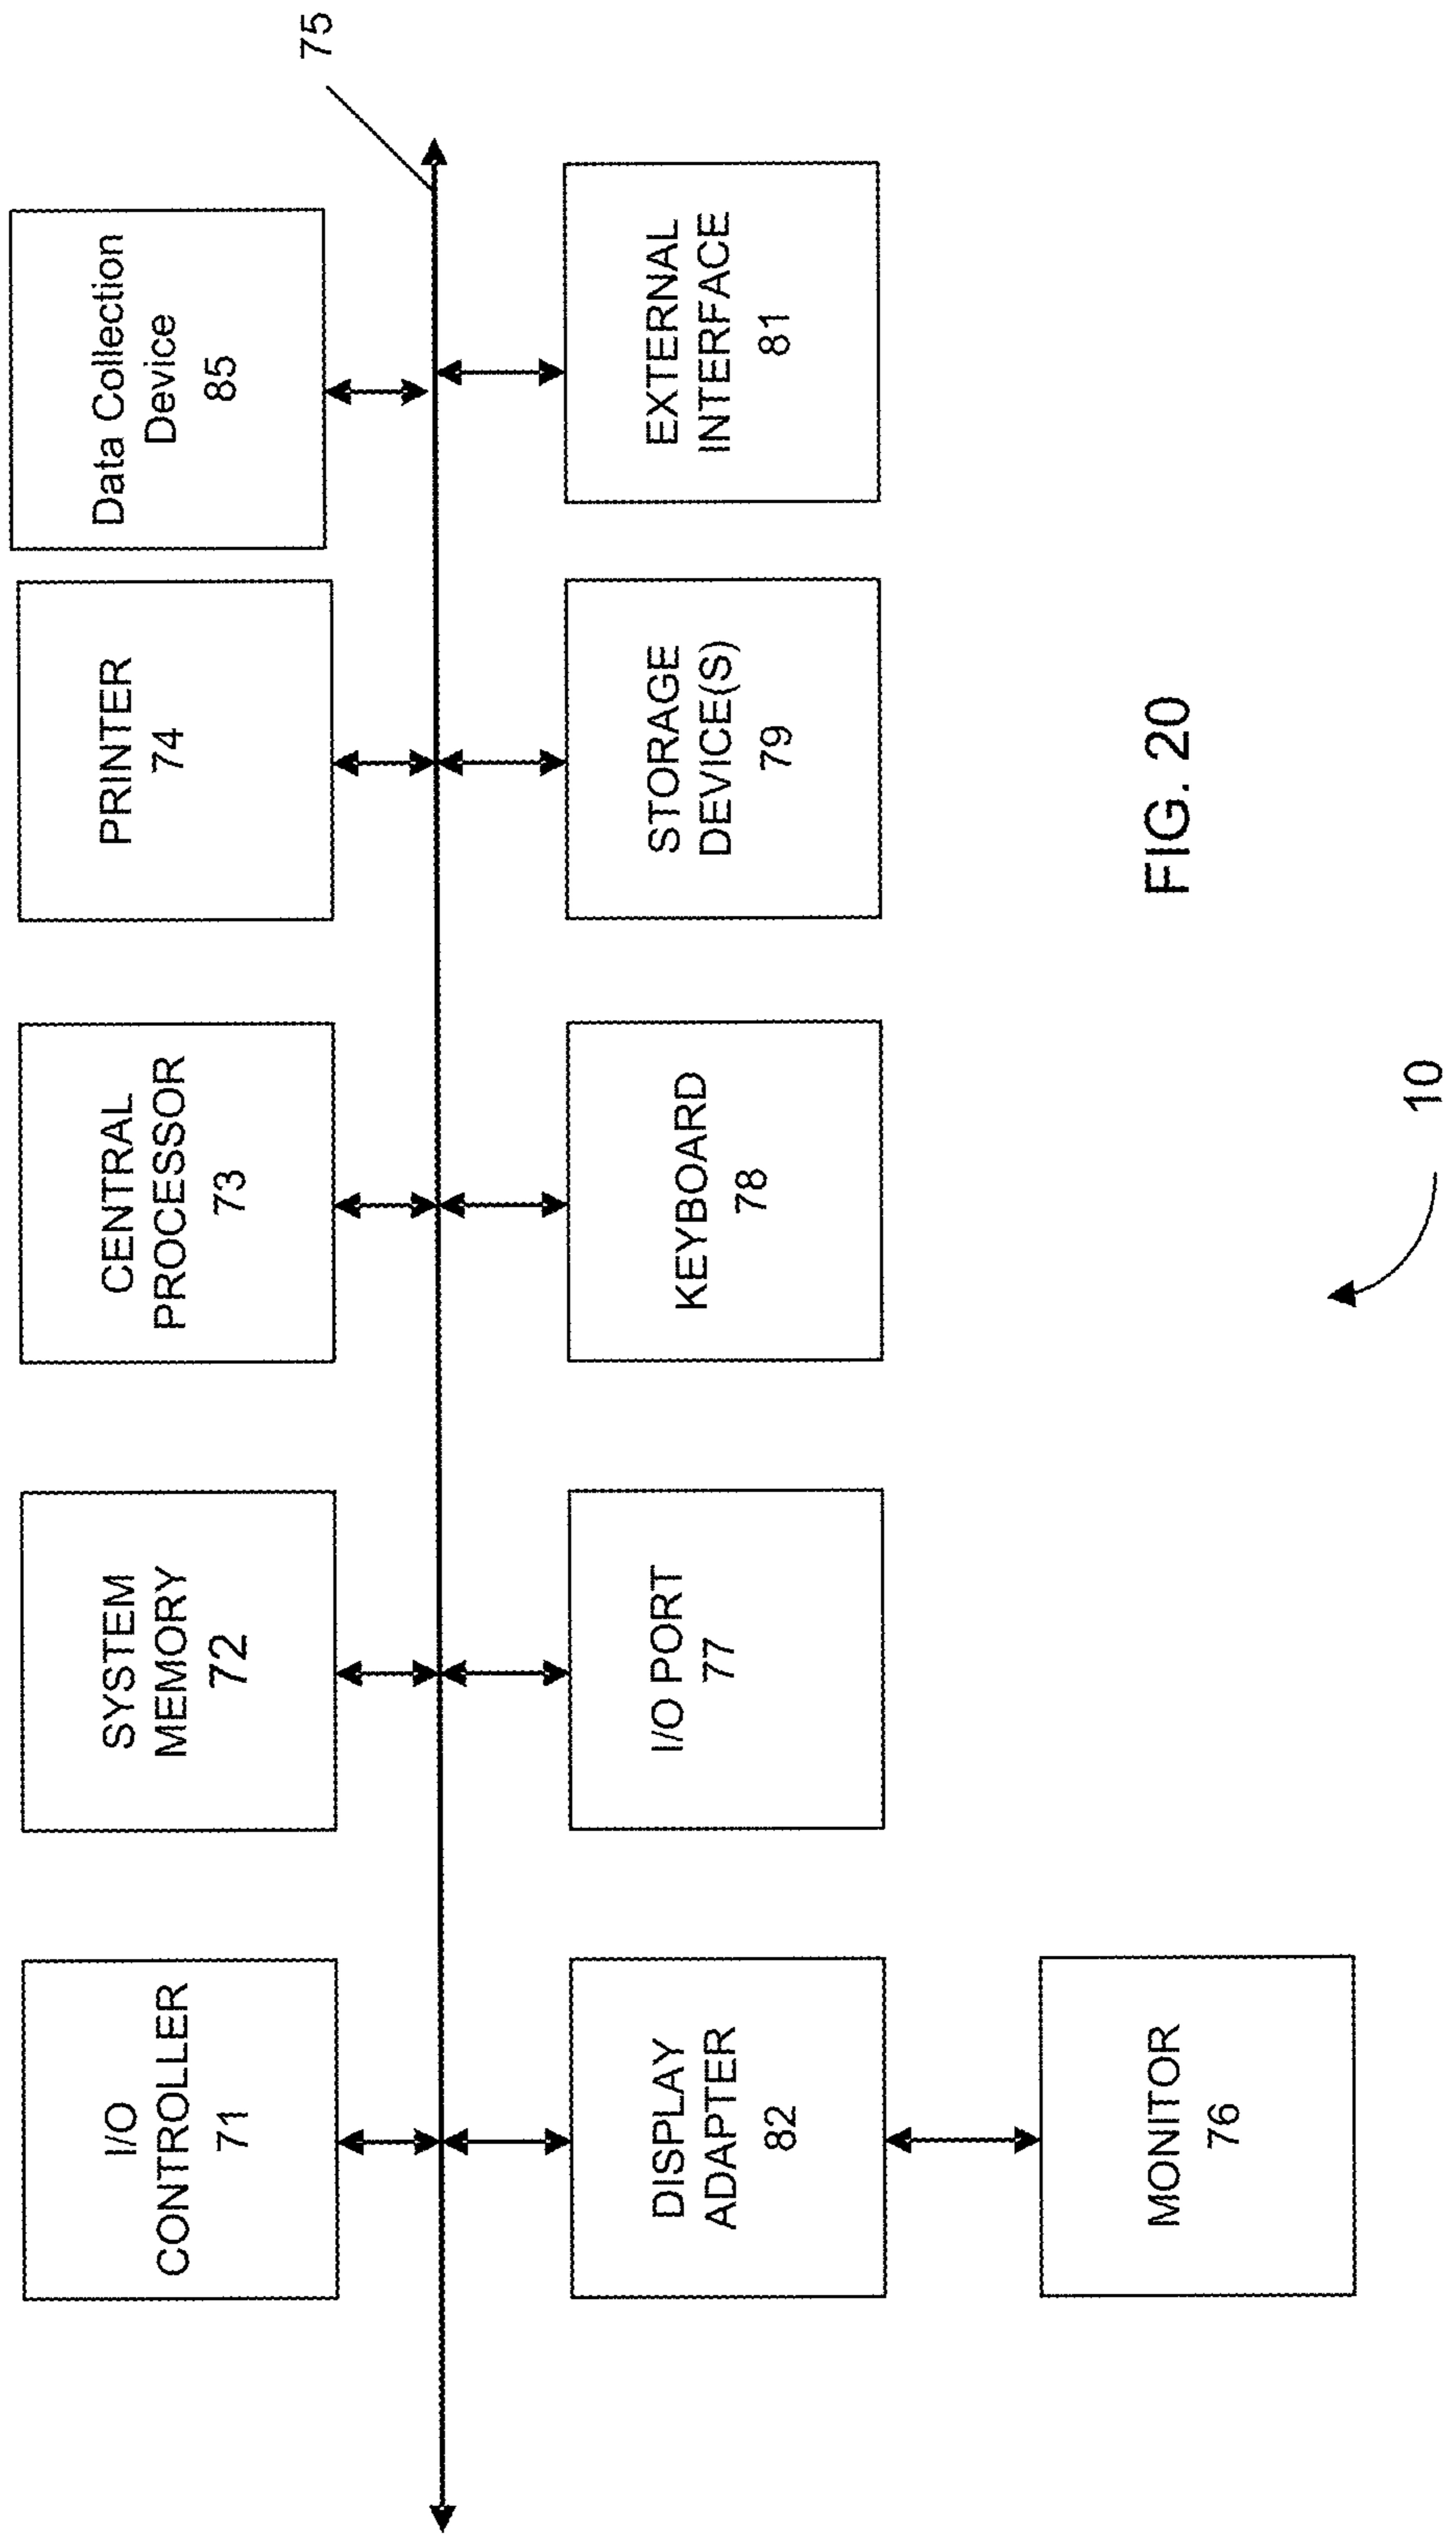 I/O
CONTROLLER
71
SYSTEM
MEMORY
72
CENTRAL
PROCESSOR
73
PRINTER
74
Data Collection
Device
85
75
DISPLAY
ADAPTER
82
I/O PORT
77
KEYBOARD
78
STORAGE
DEVICE(S)
79
EXTERNAL
INTERFACE
81
MONITOR
76
10
FIG. 20